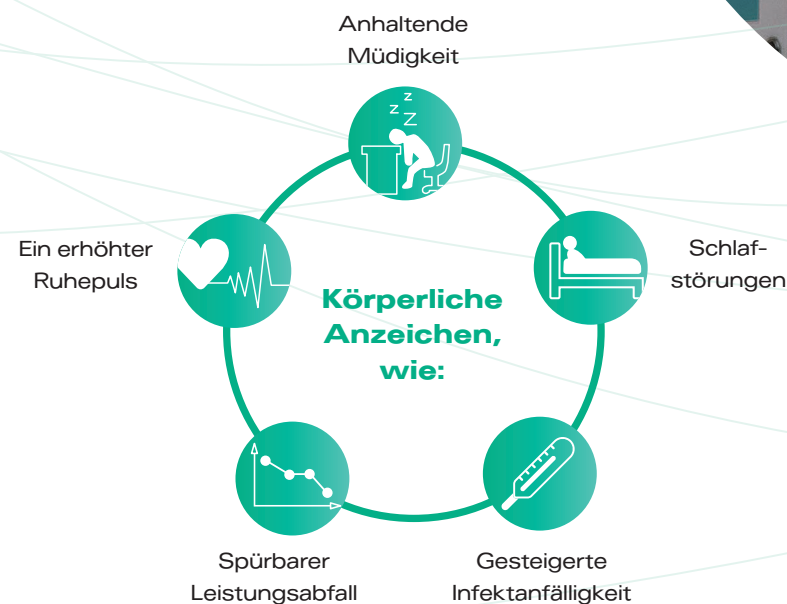 Anhaltende
Müdigkeit
z
z
Z
Ein erhöhter
Ruhepuls
Schlaf-
störungen
Körperliche
Anzeichen,
wie:
Spürbarer
Leistungsabfall
Gesteigerte
Infektanfälligkeit